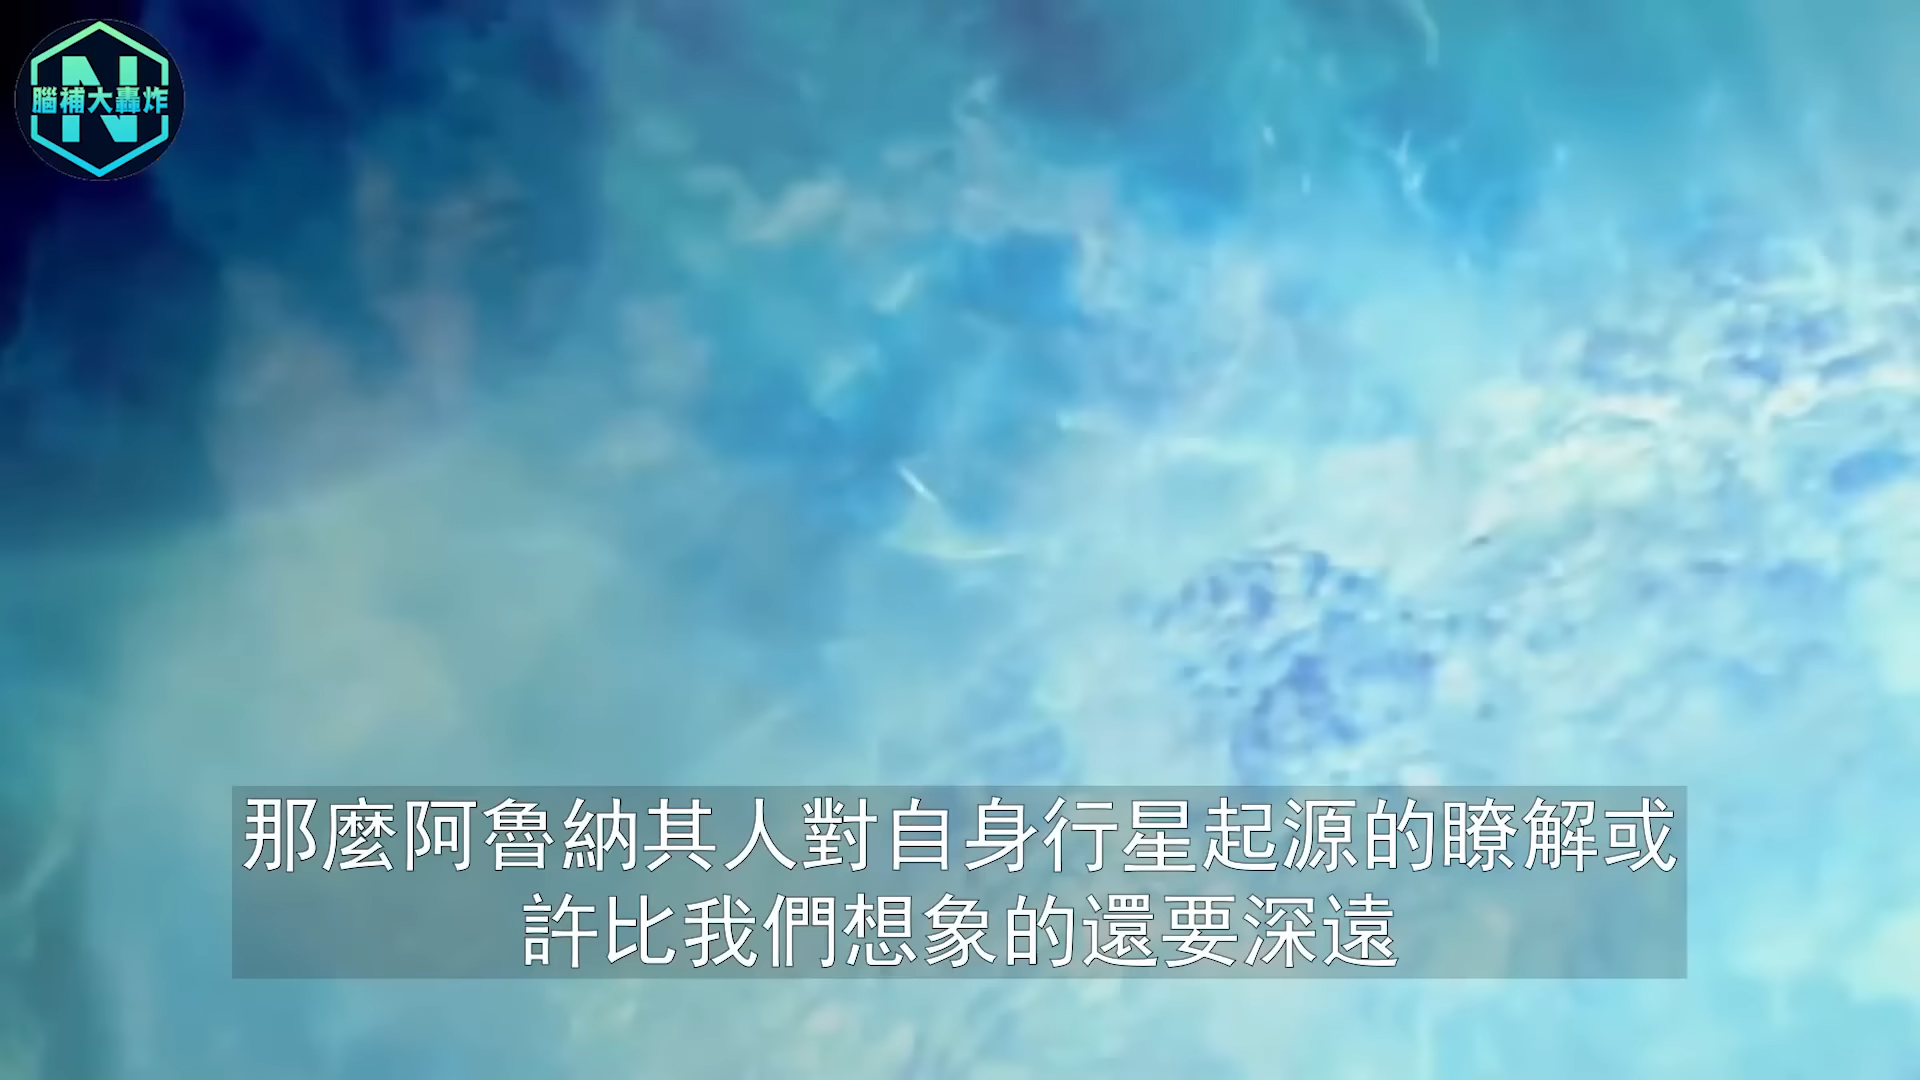 N
腦補大轟炸
那麼阿魯納其人對自身行星起源的瞭解或
許比我們想象的還要深遠